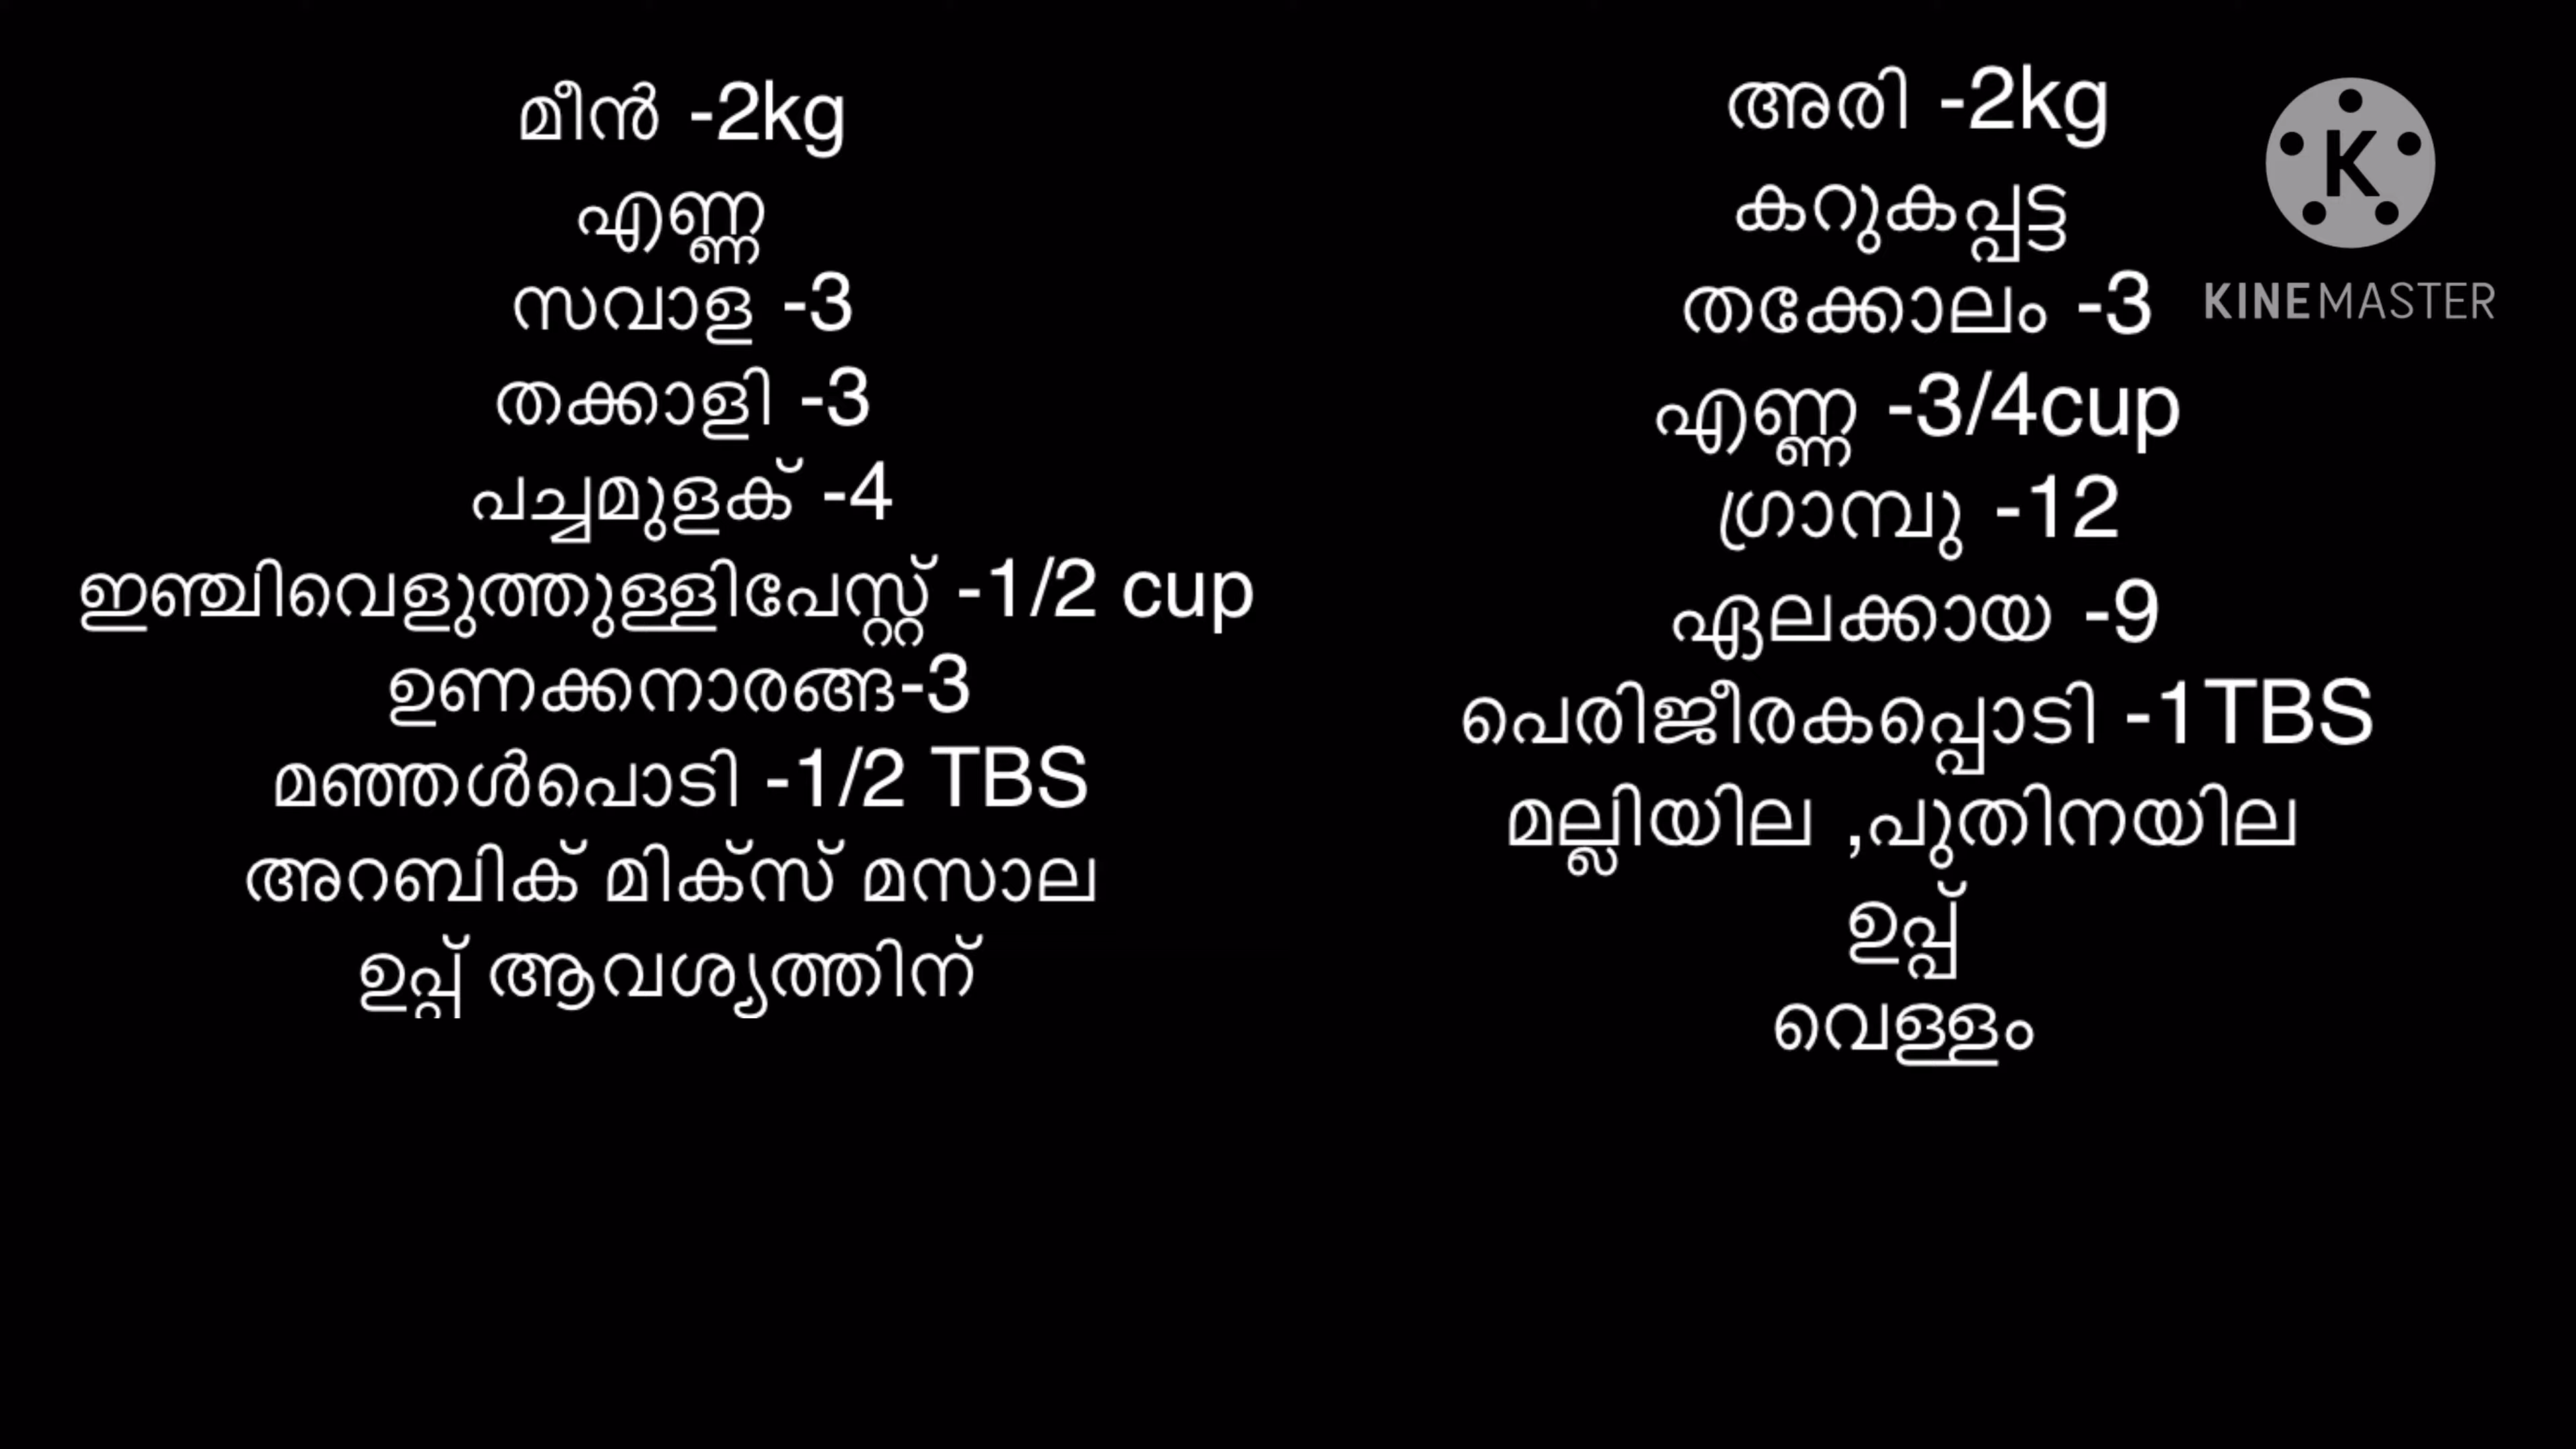 മീൻ -2kg
എണ്ണ
സവാള -3
തക്കാളി -3
പച്ചമുളക് -4
ഇഞ്ചിവെളുത്തുള്ളിപേസ്റ്റ് -1/2 cup
ഉണക്കനാരങ്ങ-3
മഞ്ഞൾപൊടി -1/2 TBS
അറബിക് മിക്സ് മസാല
ഉപ്പ് ആവശ്യത്തിന്
അരി -2kg
കറുകപ്പട്ട
തക്കോലം -3
എണ്ണ -3/4cup
ഗ്രാമ്പു -12
ഏലക്കായ -9
പെരിജീരകപ്പൊടി -1TBS
മല്ലിയില ,പുതിനയില
ഉപ്പ്
വെള്ളം
K
KINEMASTER